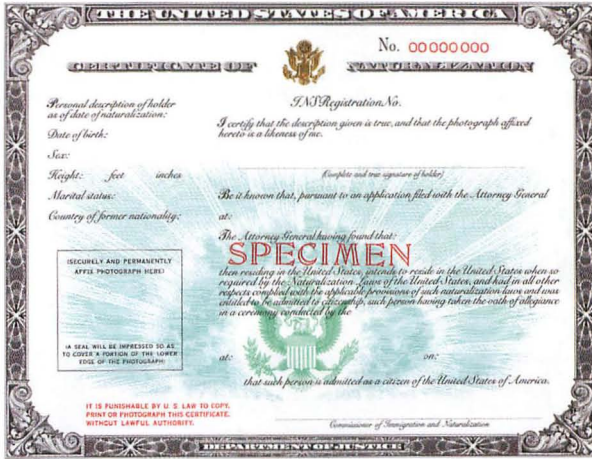 THE UNITED STATES OF AMERICA
No. 00000000
CERTIFICATE OF NATURALIZATION
Personal description of holder
as of date of naturalization:
Date of birth:
Sex:
Height: feet inches
Marital status:
Country of former nationality:
INS Registration No.
I certify that the description given is true, and that the photograph affixed
hereto is a likeness of me.
(Complete and true signature of holder)
Be it known that, pursuant to an application filed with the Attorney General
at:
The Attorney General having found that:
SPECIMEN
then residing in the United States, intends to reside in the United States when so
required by the Naturalization Laws of the United States, and had in all other
respects complied with the applicable provisions of such naturalization laws and was
entitled to be admitted to citizenship, such person having taken the oath of allegiance
in a ceremony conducted by the
at: on:
that such person is admitted as a citizen of the United States of America.
(SECURELY AND PERMANENTLY
AFFIX PHOTOGRAPH HERE)
(A SEAL WILL BE IMPRESSED SO AS
TO COVER A PORTION OF THE LOWER
EDGE OF THE PHOTOGRAPH)
IT IS PUNISHABLE BY U. S. LAW TO COPY,
PRINT OR PHOTOGRAPH THIS CERTIFICATE,
WITHOUT LAWFUL AUTHORITY.
Commissioner of Immigration and Naturalization
DEPARTMENT OF JUSTICE